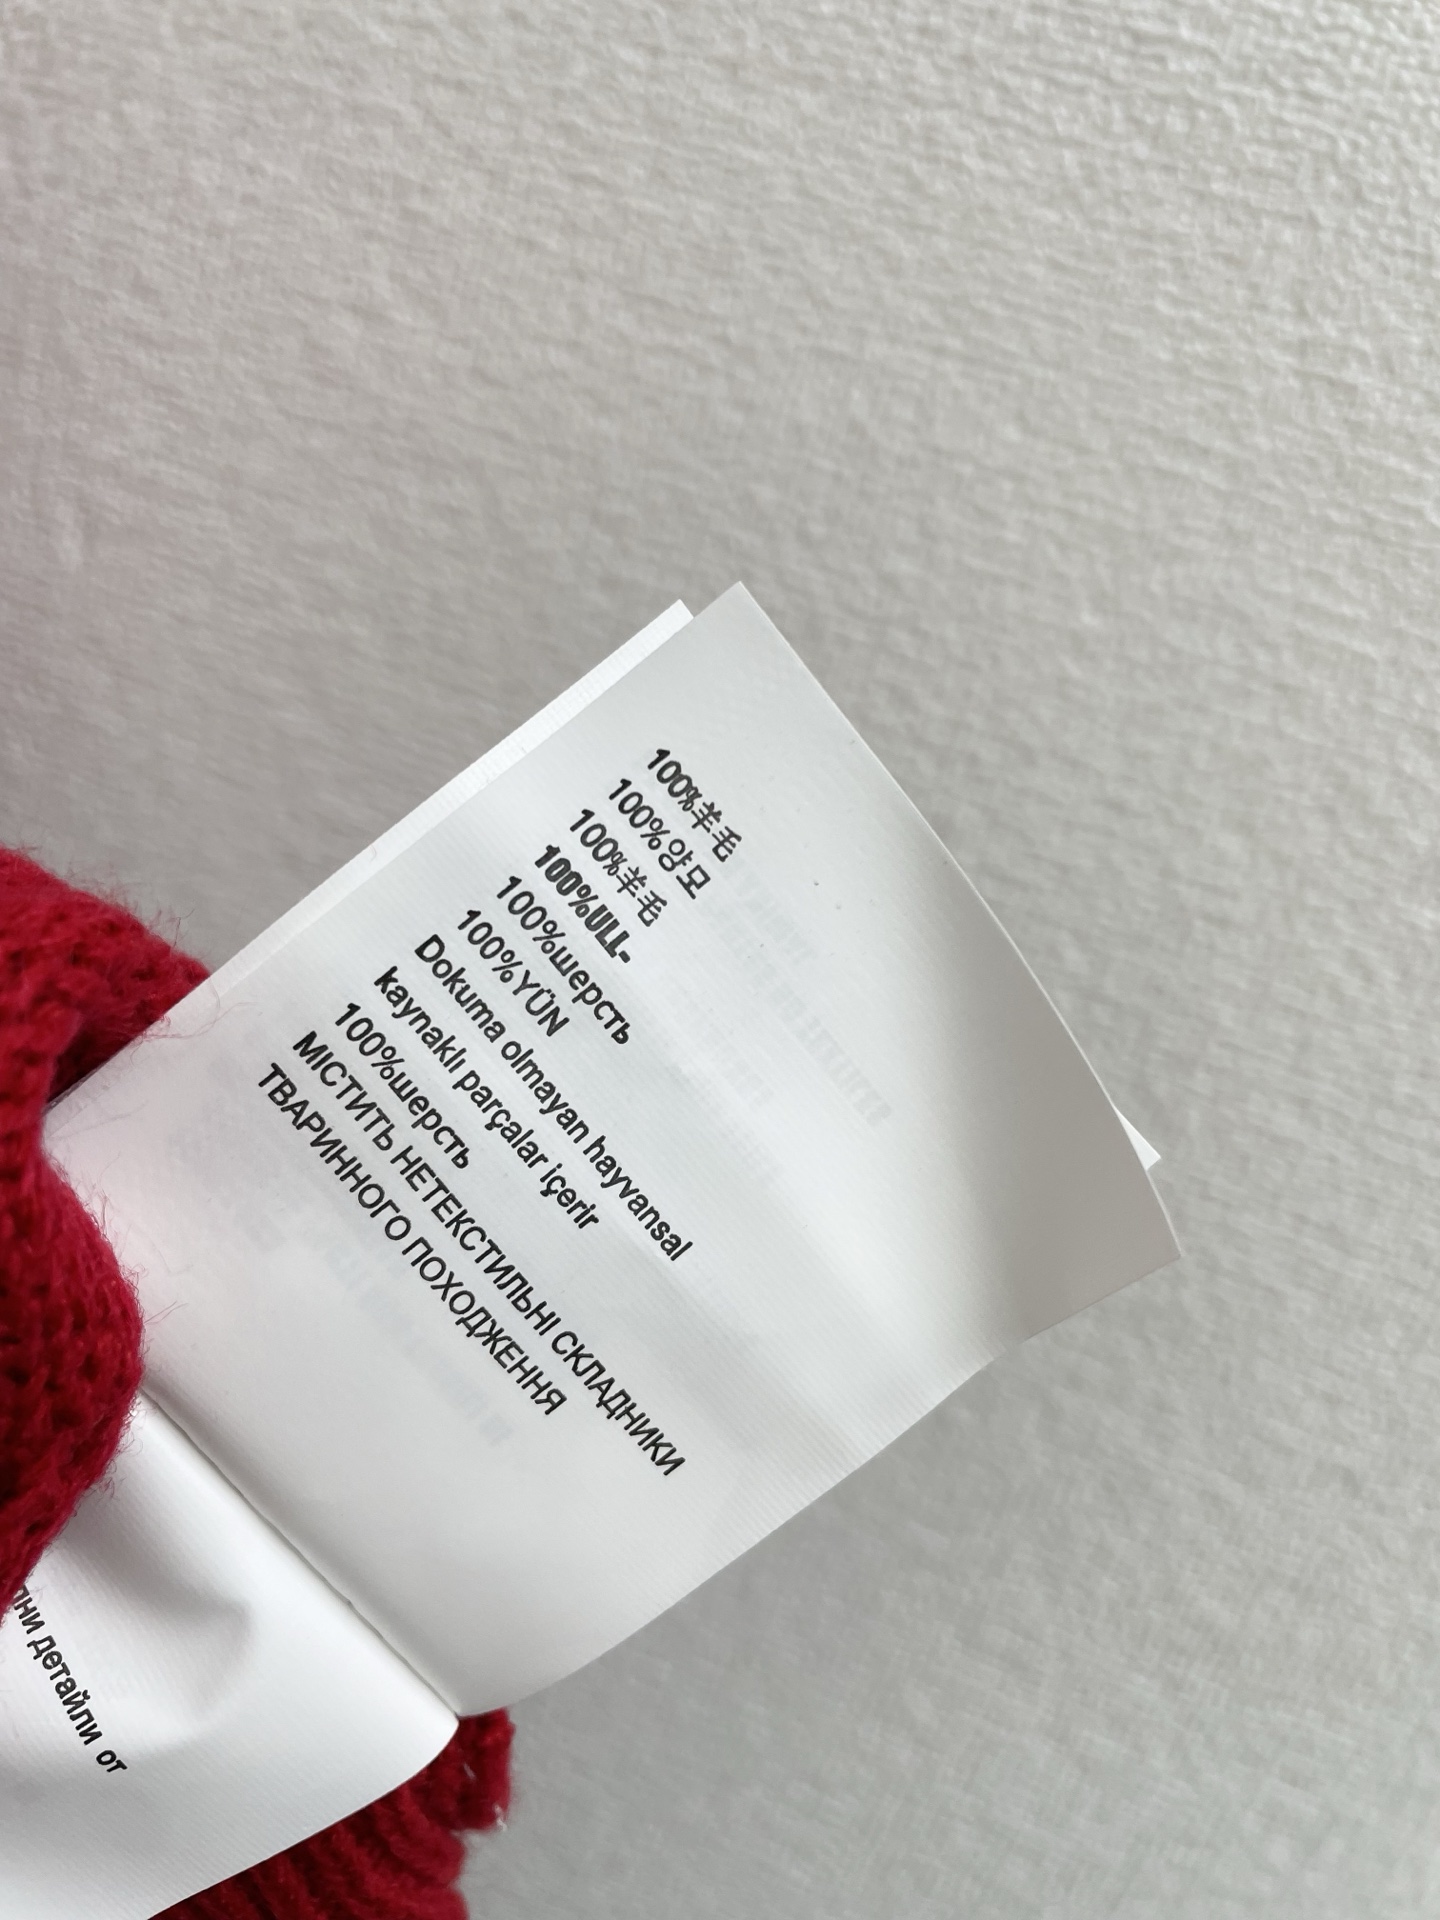 100%羊毛
100%양모
100%羊毛
100%ULL-
100%шерсть
100%YÜN
Dokuma olmayan hayvansal
kaynaklı parçalar içerir
100%шерсть
МІСТИТЬ НЕТЕКСТИЛЬНІ СКЛАДНИКИ
ТВАРИННОГО ПОХОДЖЕННЯ
детайли от